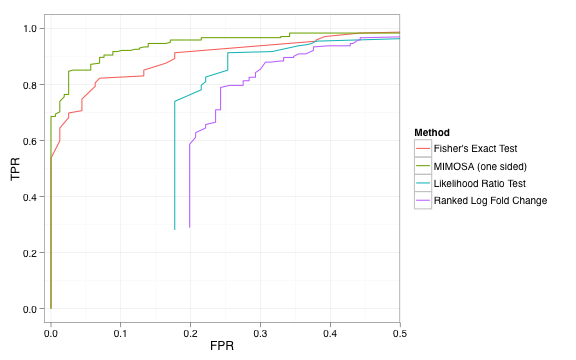 1.0
0.8
0.6
0.4
0.2
0.0
TPR
0.0 0.1 0.2 0.3 0.4 0.5
FPR
Method
Fisher's Exact Test
MIMOSA (one sided)
Likelihood Ratio Test
Ranked Log Fold Change